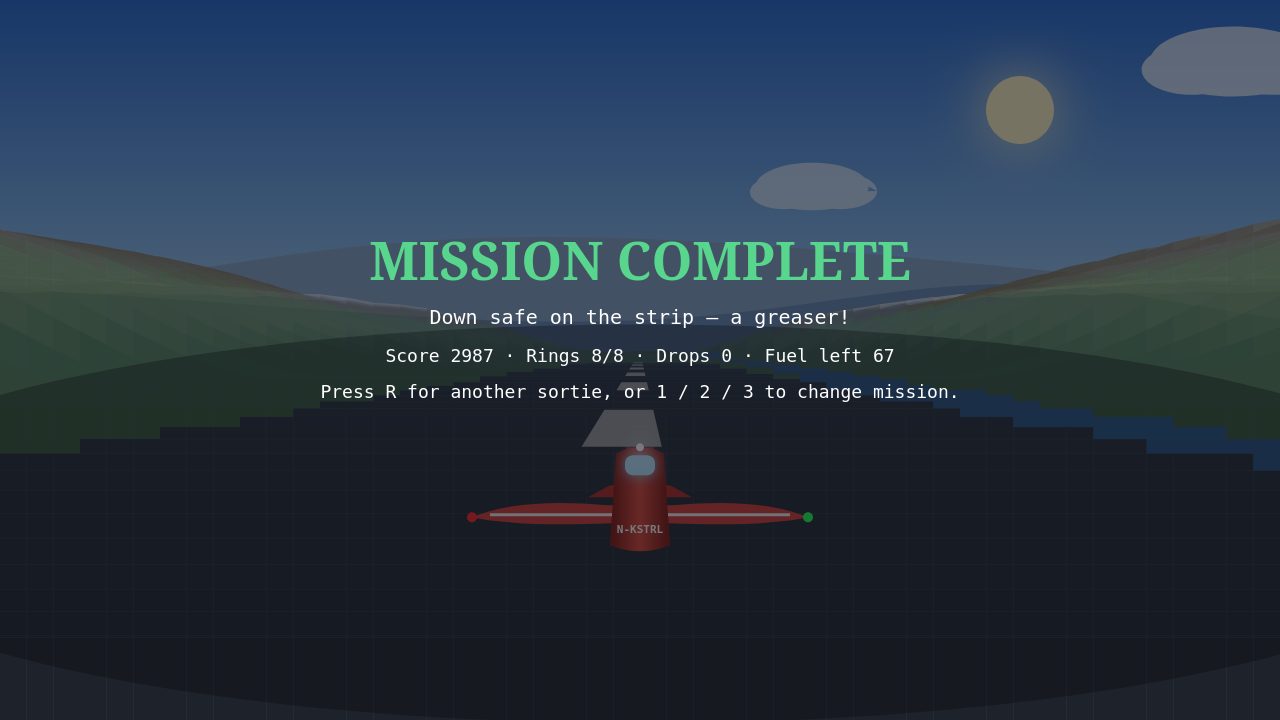 MISSION COMPLETE
Down safe on the strip — a greaser!
Score 2987 · Rings 8/8 · Drops 0 · Fuel left 67
Press R for another sortie, or 1 / 2 / 3 to change mission.
N-KSTRL